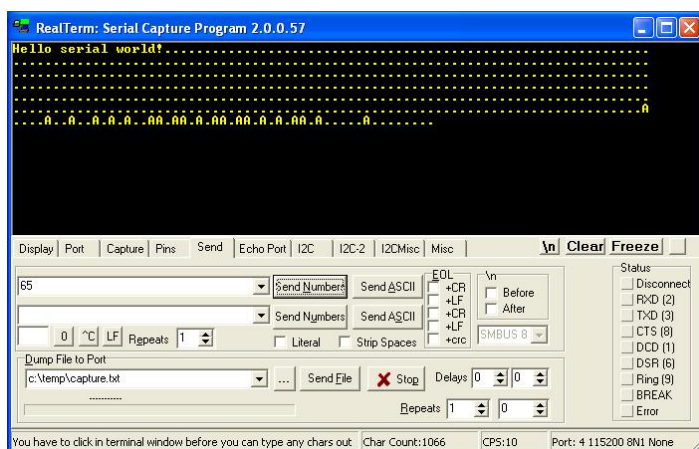 RealTerm: Serial Capture Program 2.0.0.57
Hello serial world!...................................................................
.......................................................................................
.......................................................................................
.......................................................................................
.......................................................................................
.......................................................................................A
....A..A..A.A.A..AA.AA.A.AA.AA.A.A.AA.A.....A........
Display Port Capture Pins Send Echo Port I2C I2C-2 I2CMisc Misc \n Clear Freeze
65 Send Numbers Send ASCII
Send Numbers Send ASCII
0 ^C LF Repeats 1 Literal Strip Spaces
EOL
+CR
+LF
+CR
+LF
+crc
\n
Before
After
SMBUS 8
Dump File to Port
c:\temp\capture.txt ... Send File Stop Delays 0 0
Repeats 1 0
Status
Disconnect
RXD (2)
TXD (3)
CTS (8)
DCD (1)
DSR (6)
Ring (9)
BREAK
Error
You have to click in terminal window before you can type any chars out Char Count:1066 CPS:10 Port: 4 115200 8N1 None